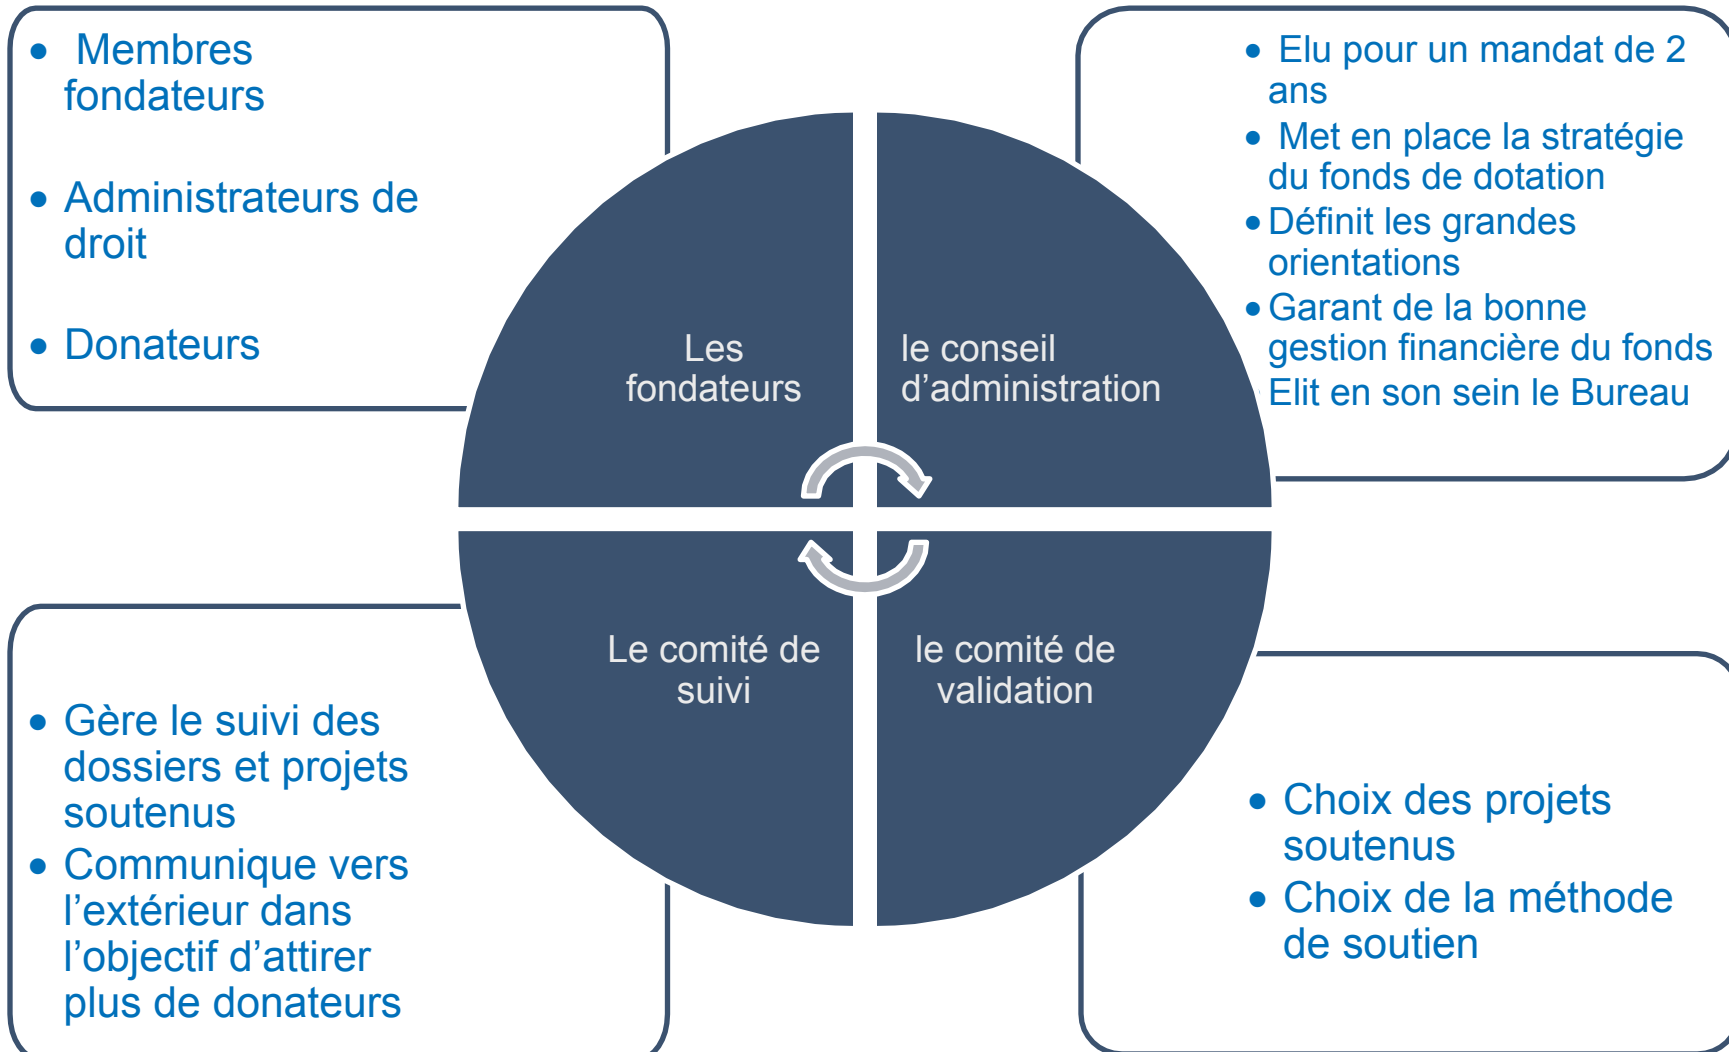 • Membres
fondateurs
• Administrateurs de
droit
• Donateurs
• Elu pour un mandat de 2
ans
• Met en place la stratégie
du fonds de dotation
• Définit les grandes
orientations
• Garant de la bonne
gestion financière du fonds
Elit en son sein le Bureau
Les
fondateurs
le conseil
d’administration
Le comité de
suivi
le comité de
validation
• Gère le suivi des
dossiers et projets
soutenus
• Communique vers
l’extérieur dans
l’objectif d’attirer
plus de donateurs
• Choix des projets
soutenus
• Choix de la méthode
de soutien